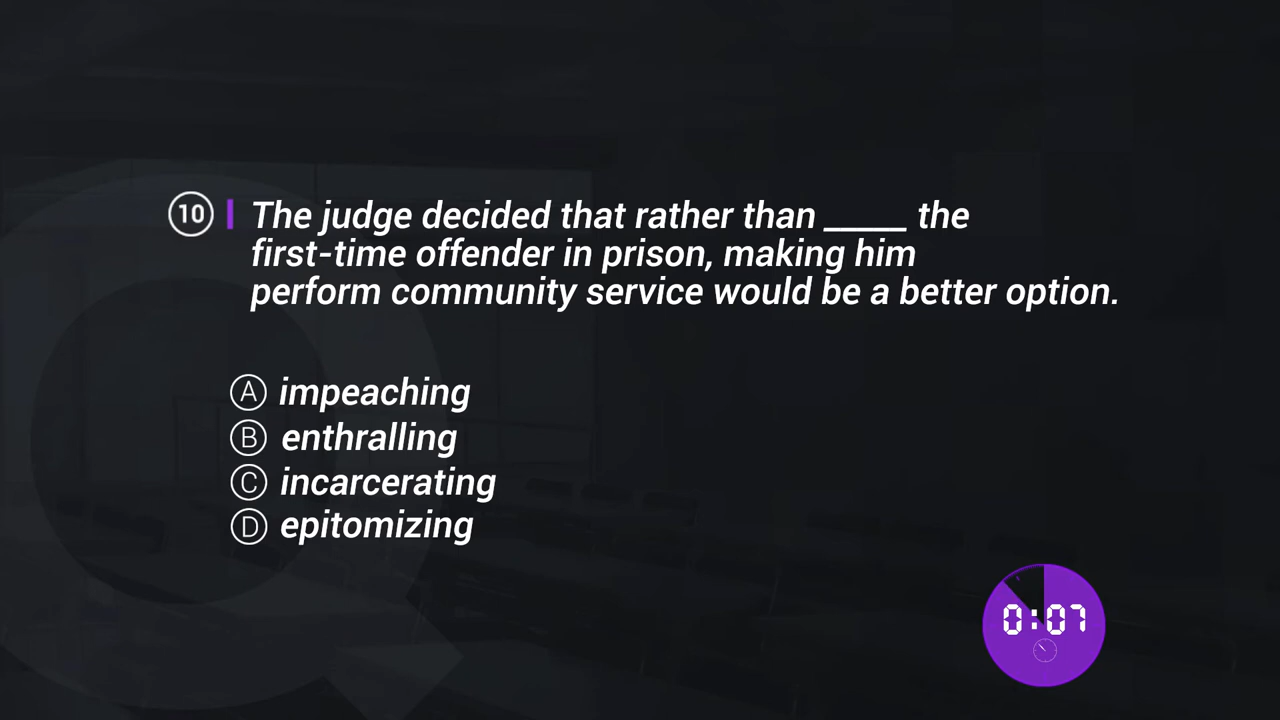 10 The judge decided that rather than _____ the
first-time offender in prison, making him
perform community service would be a better option.
A impeaching
B enthralling
C incarcerating
D epitomizing
0:07